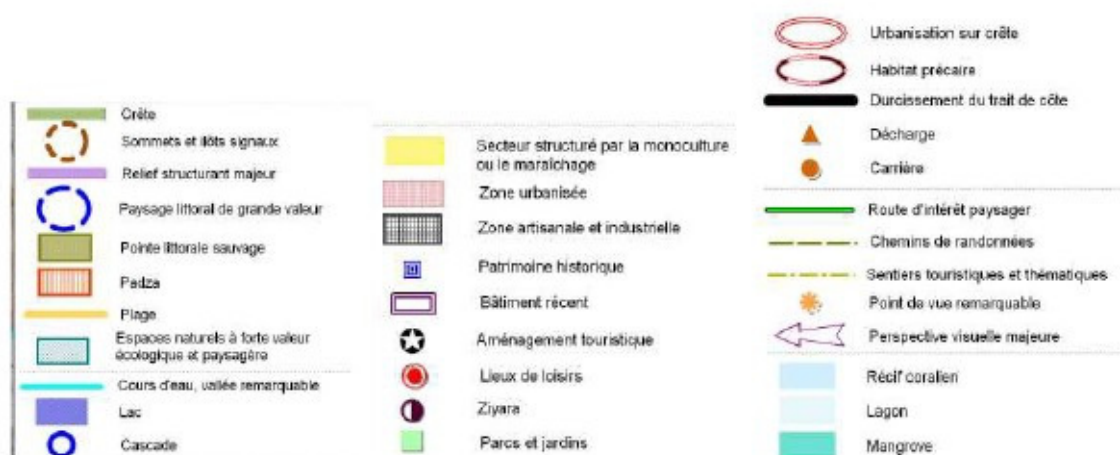 Crête
Sommets et îlôts signaux
Relief structurant majeur
Paysage littoral de grande valeur
Pointe littorale sauvage
Padza
Plage
Espaces naturels à forte valeur
écologique et paysagère
Cours d'eau, vallée remarquable
Lac
Cascade
Secteur structuré par la monoculture
ou le maraîchage
Zone urbanisée
Zone artisanale et industrielle
Patrimoine historique
Bâtiment récent
Aménagement touristique
Lieux de loisirs
Ziyara
Parcs et jardins
Urbanisation sur crête
Habitat précaire
Durcissement du trait de côte
Décharge
Carrière
Route d'intérêt paysager
Chemins de randonnées
Sentiers touristiques et thématiques
Point de vue remarquable
Perspective visuelle majeure
Récif coralien
Lagon
Mangrove